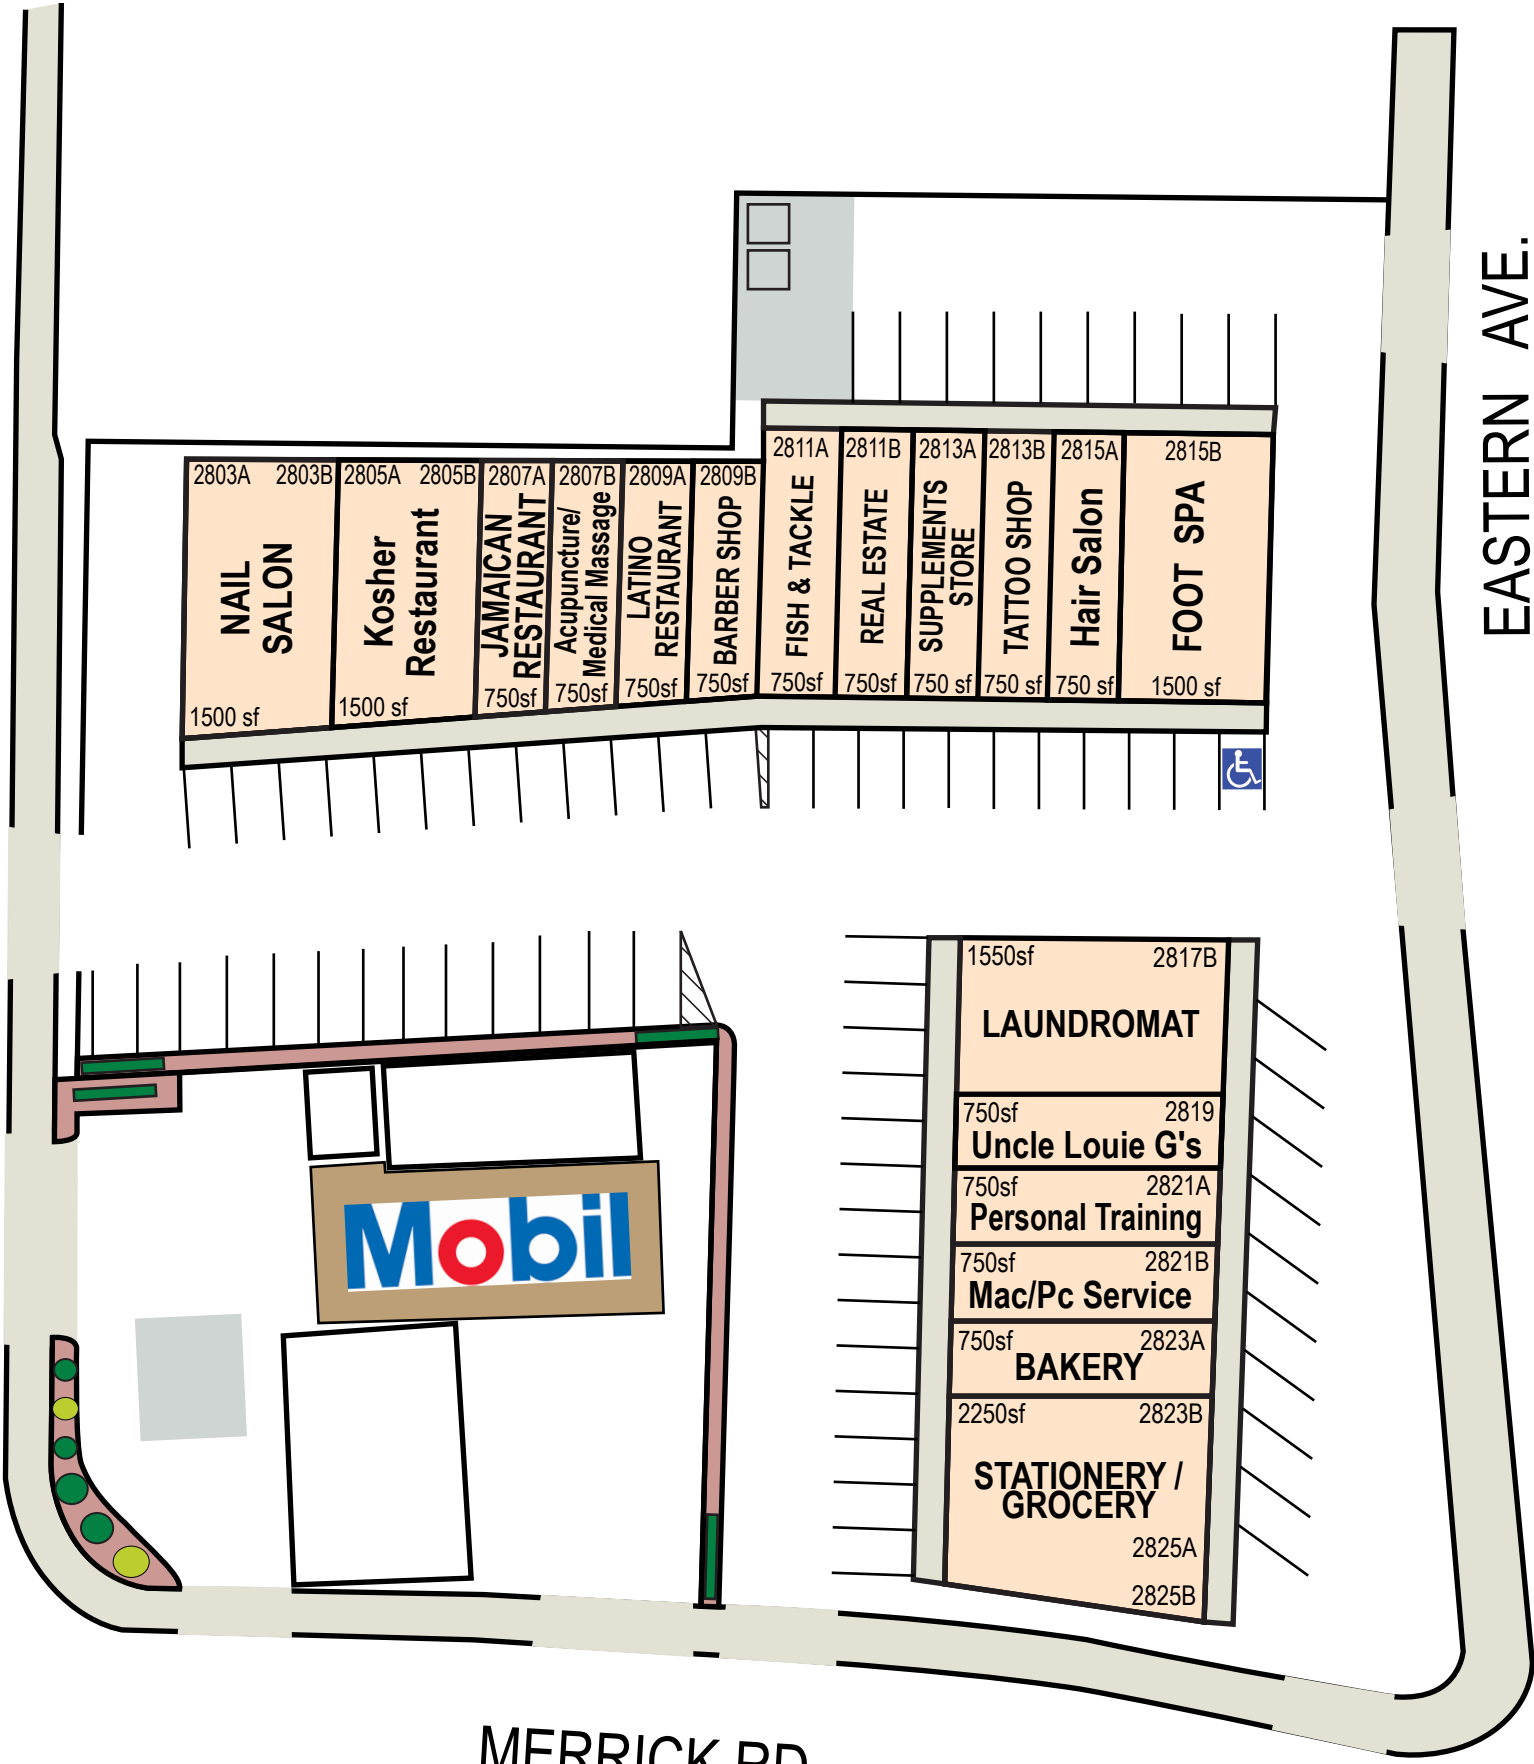 EASTERN AVE.
2803A 2803B
NAIL
SALON
1500 sf
2805A 2805B
Kosher
Restaurant
1500 sf
2807A
JAMAICAN
RESTAURANT
750sf
2807B
Acupuncture/
Medical Massage
750sf
2809A
LATINO
RESTAURANT
750sf
2809B
BARBER SHOP
750sf
2811A
FISH & TACKLE
750sf
2811B
REAL ESTATE
750sf
2813A
SUPPLEMENTS
STORE
750 sf
2813B
TATTOO SHOP
750 sf
2815A
Hair Salon
750 sf
2815B
FOOT SPA
1500 sf
1550sf 2817B
LAUNDROMAT
750sf 2819
Uncle Louie G's
750sf 2821A
Personal Training
750sf 2821B
Mac/Pc Service
750sf 2823A
BAKERY
2250sf 2823B
STATIONERY /
GROCERY
2825A
2825B
Mobil
MERRICK RD